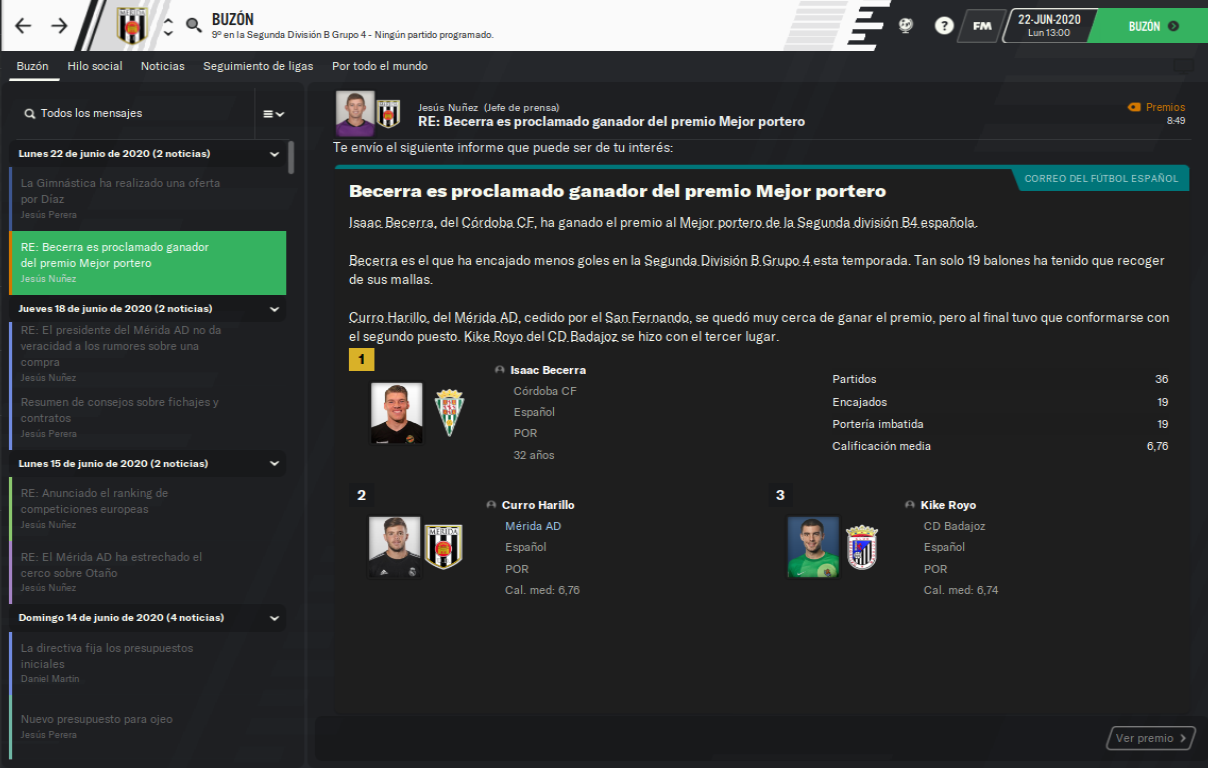 BUZÓN
9º en la Segunda División B Grupo 4 - Ningún partido programado.
?
FM
22-JUN-2020
Lun 13:00
BUZÓN
Buzón
Hilo social
Noticias
Seguimiento de ligas
Por todo el mundo
Todos los mensajes
Lunes 22 de junio de 2020 (2 noticias)
La Gimnástica ha realizado una oferta
por Díaz
Jesús Perera
RE: Becerra es proclamado ganador
del premio Mejor portero
Jesús Nuñez
Jueves 18 de junio de 2020 (2 noticias)
RE: El presidente del Mérida AD no da
veracidad a los rumores sobre una
compra
Jesús Nuñez
Resumen de consejos sobre fichajes y
contratos
Jesús Perera
Lunes 15 de junio de 2020 (2 noticias)
RE: Anunciado el ranking de
competiciones europeas
Jesús Nuñez
RE: El Mérida AD ha estrechado el
cerco sobre Otaño
Jesús Nuñez
Domingo 14 de junio de 2020 (4 noticias)
La directiva fija los presupuestos
iniciales
Daniel Martín
Nuevo presupuesto para ojeo
Jesús Perera
Jesús Nuñez (Jefe de prensa)
RE: Becerra es proclamado ganador del premio Mejor portero
Premios
8:49
Te envío el siguiente informe que puede ser de tu interés:
CORREO DEL FÚTBOL ESPAÑOL
Becerra es proclamado ganador del premio Mejor portero
Isaac Becerra, del Córdoba CF, ha ganado el premio al Mejor portero de la Segunda división B4 española.
Becerra es el que ha encajado menos goles en la Segunda División B Grupo 4 esta temporada. Tan solo 19 balones ha tenido que recoger
de sus mallas.
Curro Harillo, del Mérida AD, cedido por el San Fernando, se quedó muy cerca de ganar el premio, pero al final tuvo que conformarse con
el segundo puesto. Kike Royo del CD Badajoz se hizo con el tercer lugar.
1
Isaac Becerra
Córdoba CF
Español
POR
32 años
Partidos 36
Encajados 19
Portería imbatida 19
Calificación media 6,76
2
Curro Harillo
MÉRIDA
Mérida AD
Español
POR
Cal. med: 6,76
3
Kike Royo
CD Badajoz
Español
POR
Cal. med: 6,74
Ver premio